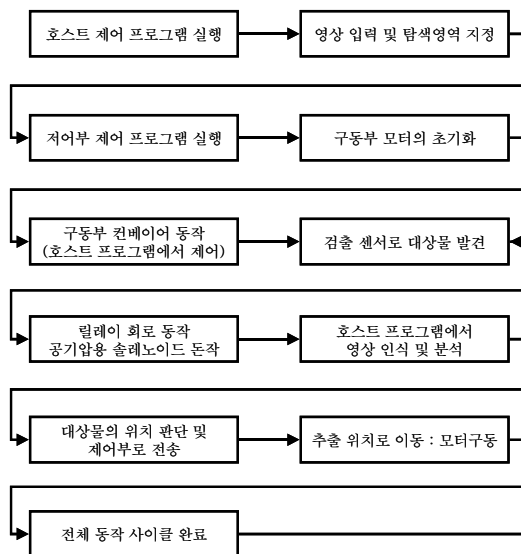 호스트 제어 프로그램 실행
영상 입력 및 탐색영역 지정
저어부 제어 프로그램 실행
구동부 모터의 초기화
구동부 컨베이어 동작
(호스트 프로그램에서 제어)
검출 센서로 대상물 발견
릴레이 회로 동작
공기압용 솔레노이드 돈작
호스트 프로그램에서
영상 인식 및 분석
대상물의 위치 판단 및
제어부로 전송
추출 위치로 이동 : 모터구동
전체 동작 사이클 완료